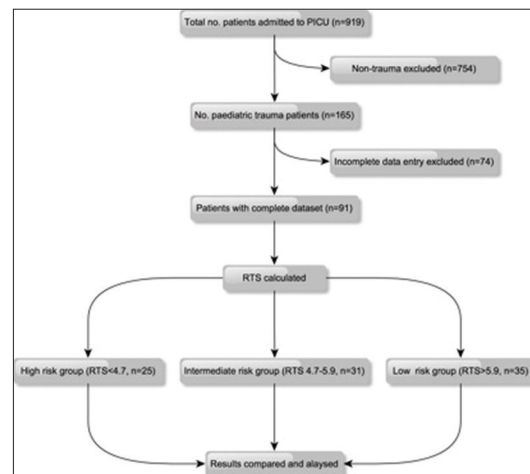 Total no. patients admitted to PICU (n=919)
Non-trauma excluded (n=754)
No. paediatric trauma patients (n=165)
Incomplete data entry excluded (n=74)
Patients with complete dataset (n=91)
RTS calculated
High risk group (RTS<4.7, n=25)
Intermediate risk group (RTS 4.7-5.9, n=31)
Low risk group (RTS>5.9, n=35)
Results compared and alaysed